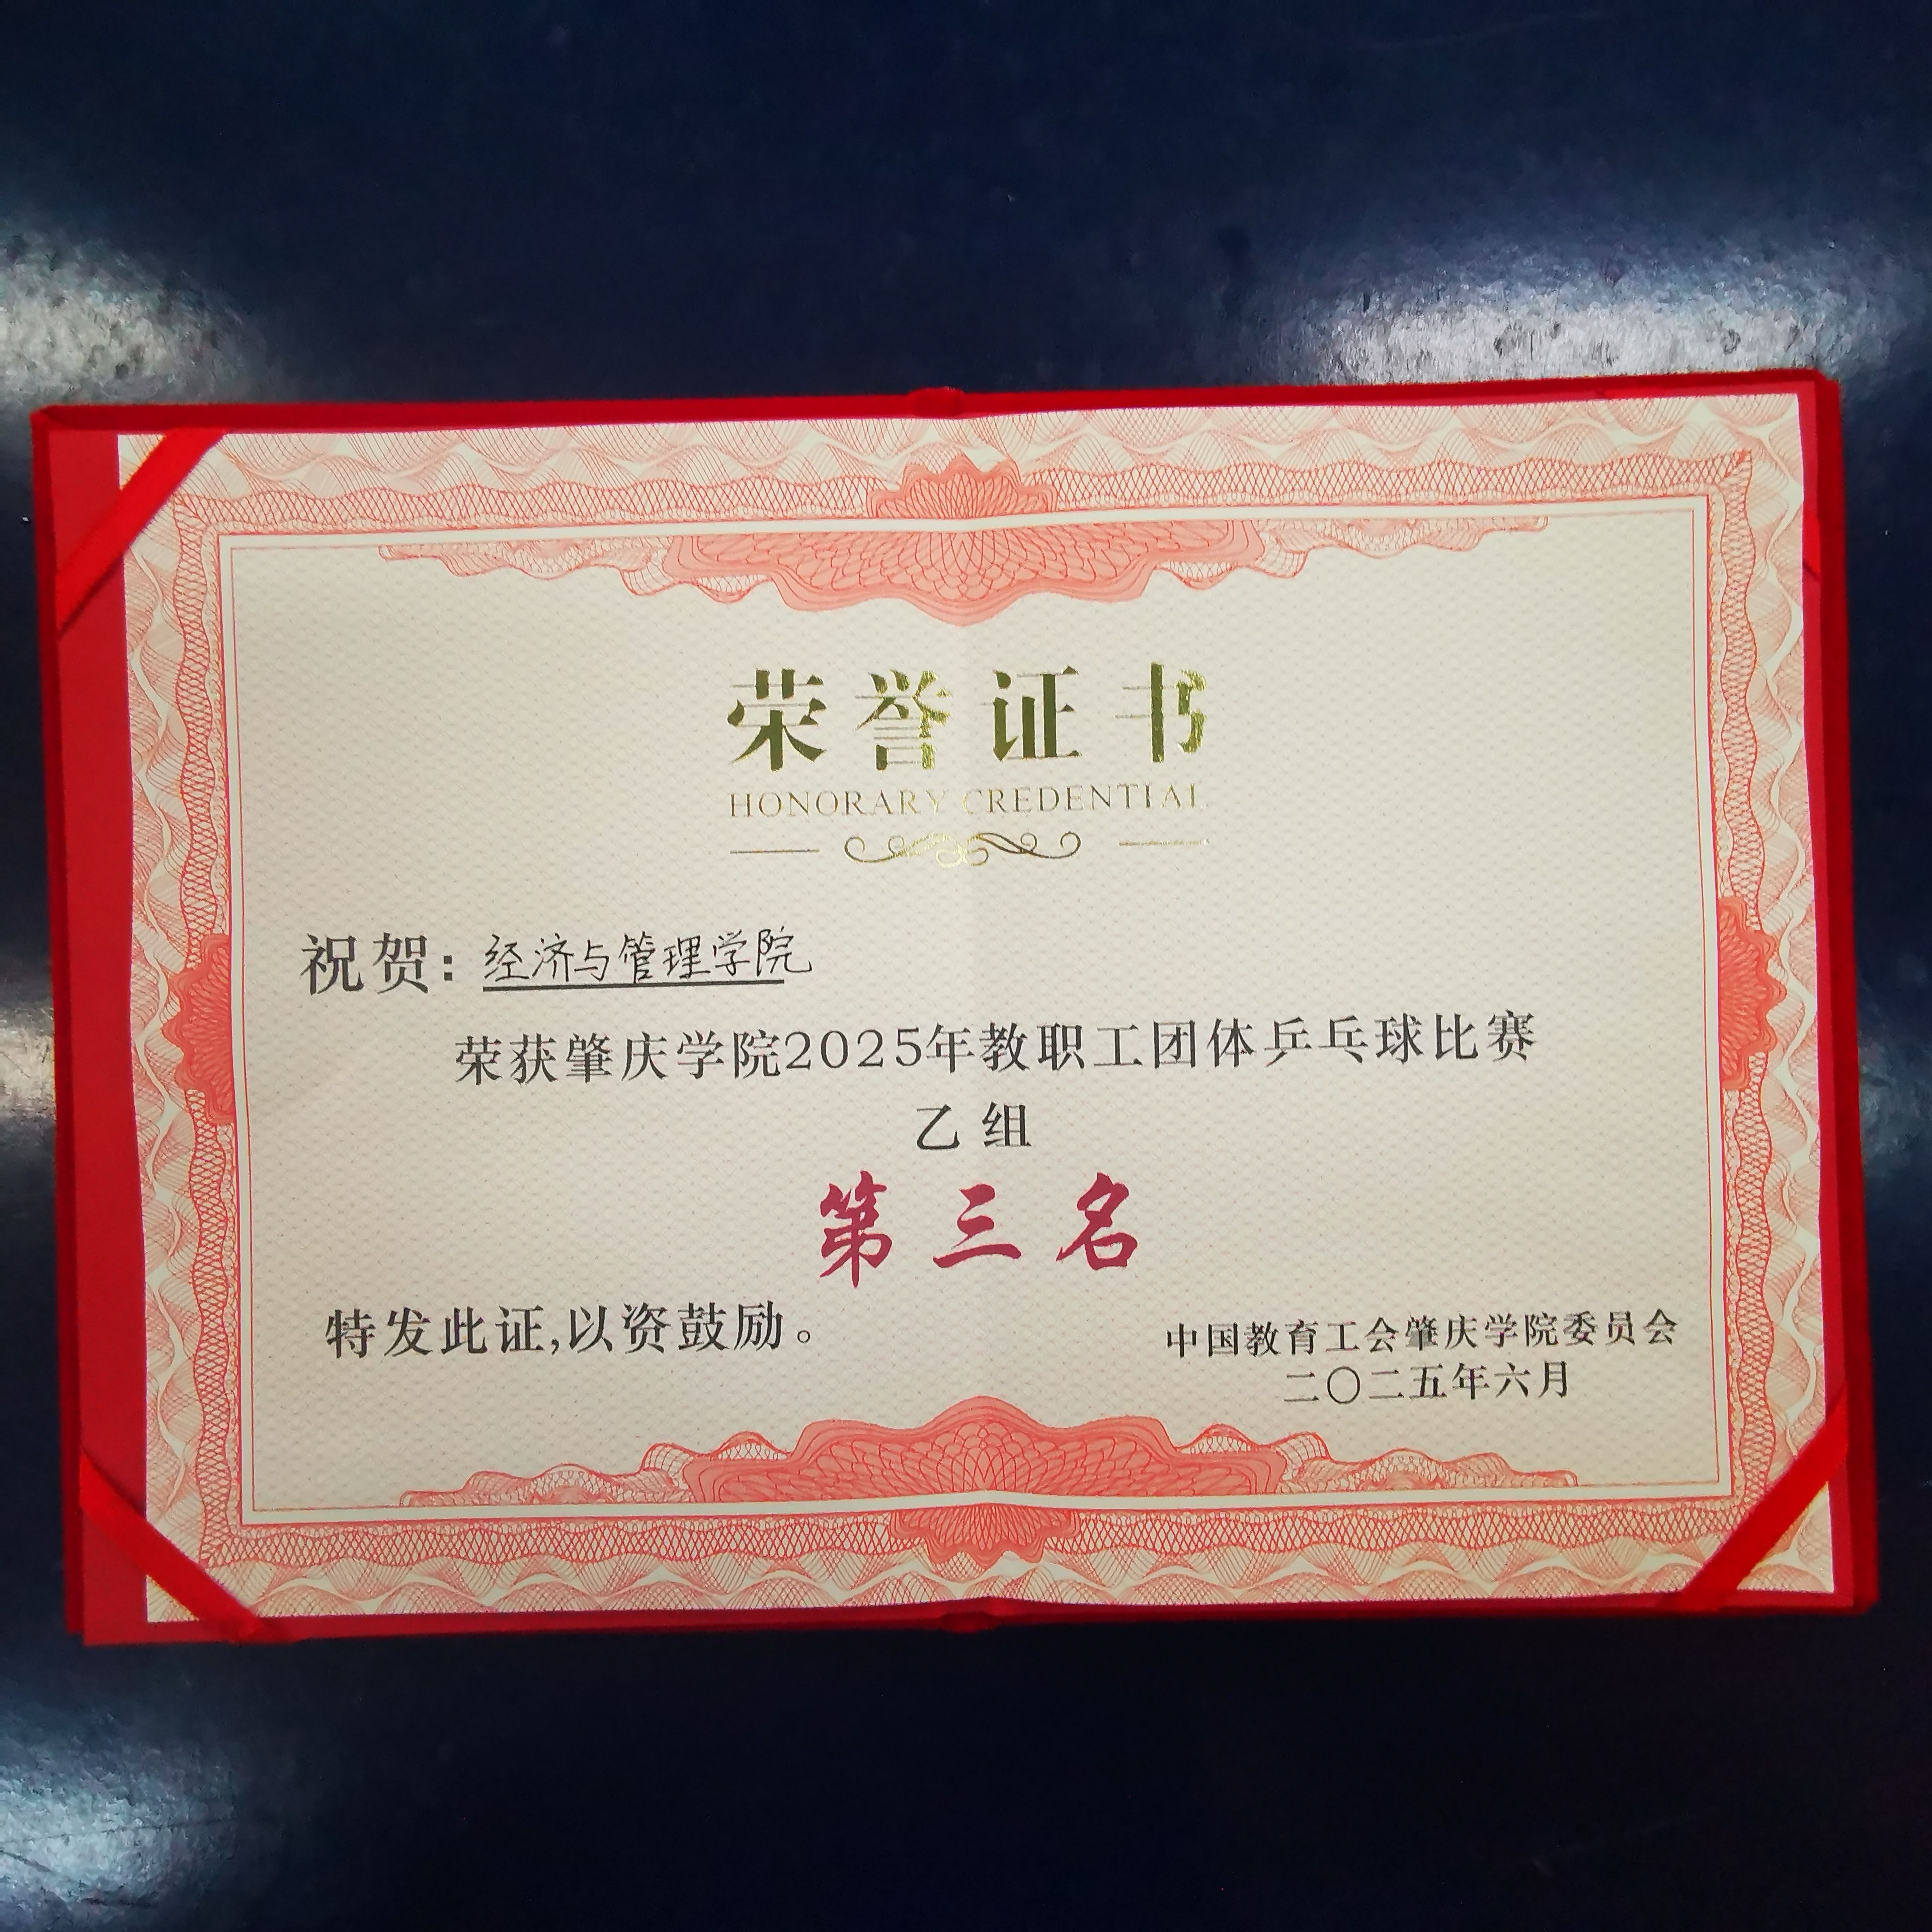 荣誉证书
HONORARY CREDENTIAL
祝贺:经济与管理学院
荣获肇庆学院2025年教职工团体乒乓球比赛
乙组
第三名
特发此证,以资鼓励。
中国教育工会肇庆学院委员会
二〇二五年六月